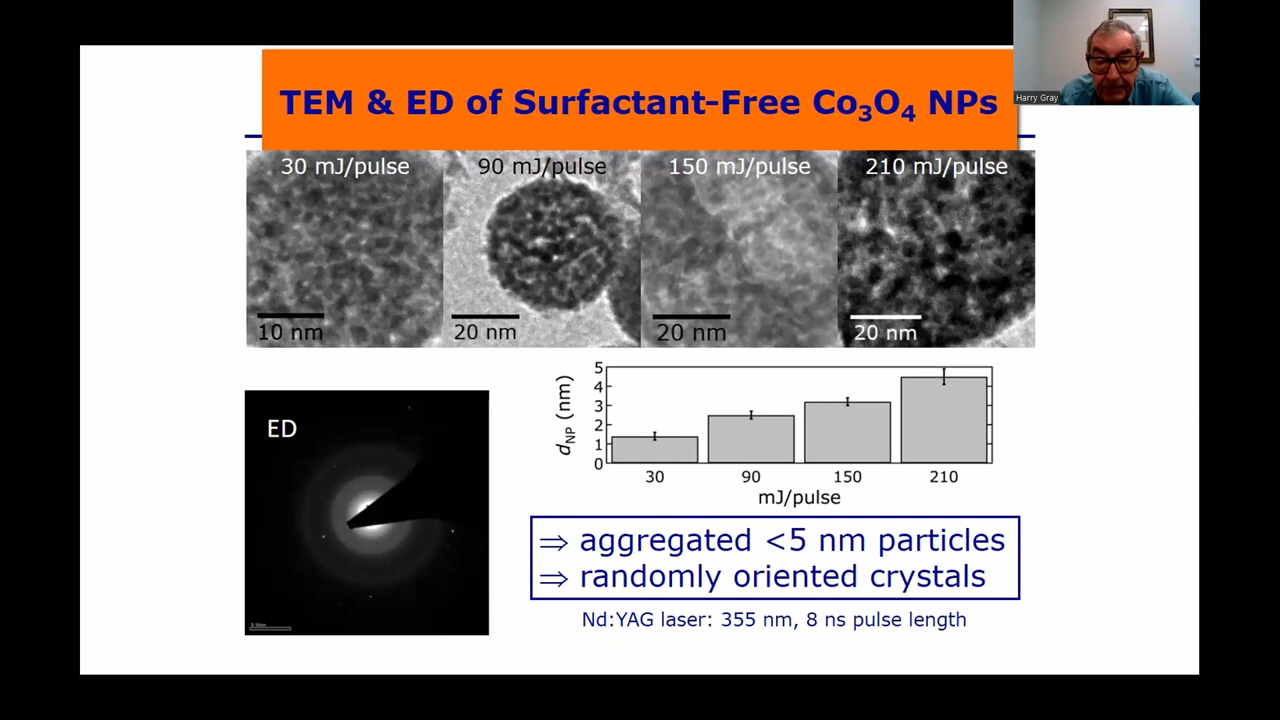 TEM & ED of Surfactant-Free Co₃O₄ NPs
Harry Gray
30 mJ/pulse
90 mJ/pulse
150 mJ/pulse
210 mJ/pulse
10 nm
20 nm
20 nm
20 nm
ED
d_NP (nm)
5
4
3
2
1
0
30
90
150
210
mJ/pulse
⇒ aggregated <5 nm particles
⇒ randomly oriented crystals
Nd:YAG laser: 355 nm, 8 ns pulse length